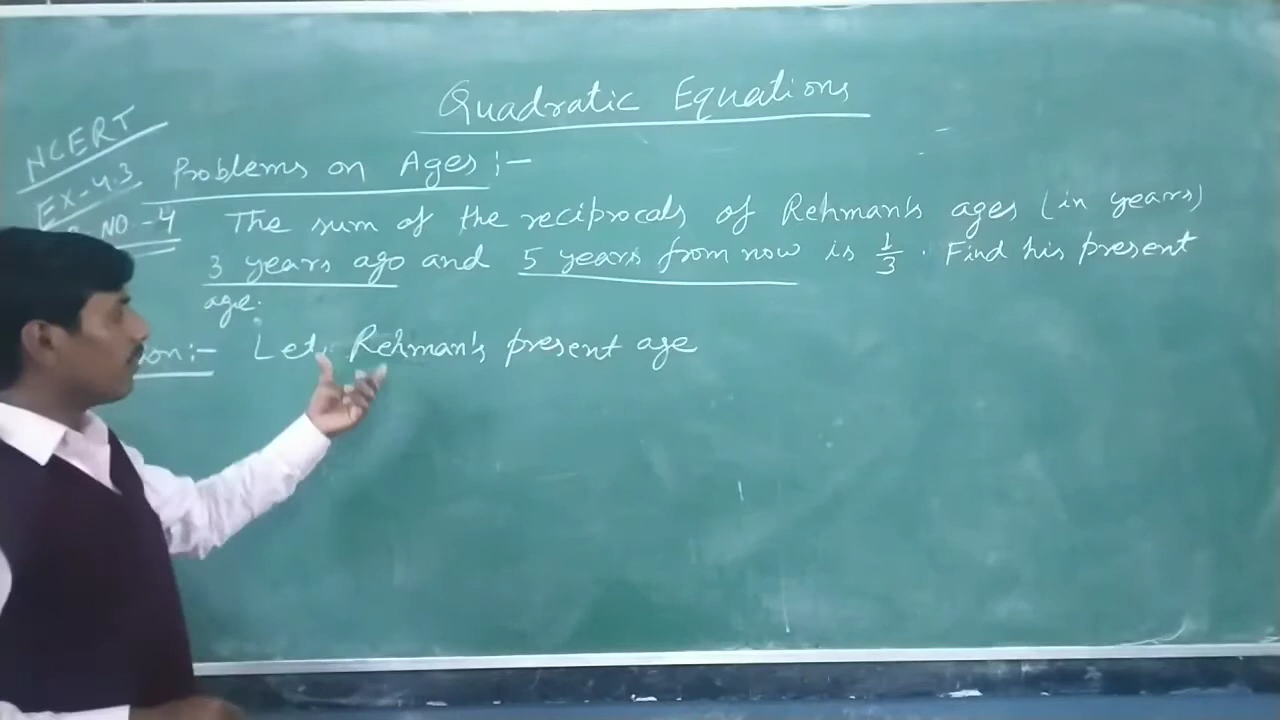 Quadratic Equations
NCERT
EX-4.3
NO.-4
Problems on Ages :-
The sum of the reciprocals of Rehman's ages (in years)
3 years ago and 5 years from now is 1/3 . Find his present
age.
Let, Rehman's present age